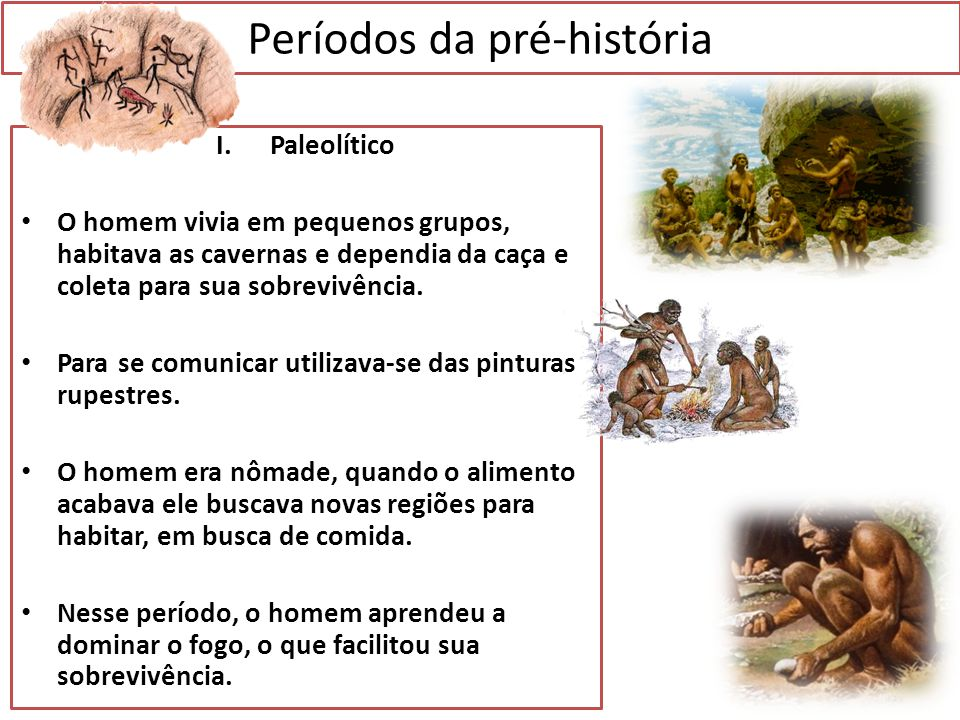 Períodos da pré-história
I. Paleolítico
• O homem vivia em pequenos grupos,
habitava as cavernas e dependia da caça e
coleta para sua sobrevivência.
• Para se comunicar utilizava-se das pinturas
rupestres.
• O homem era nômade, quando o alimento
acabava ele buscava novas regiões para
habitar, em busca de comida.
• Nesse período, o homem aprendeu a
dominar o fogo, o que facilitou sua
sobrevivência.